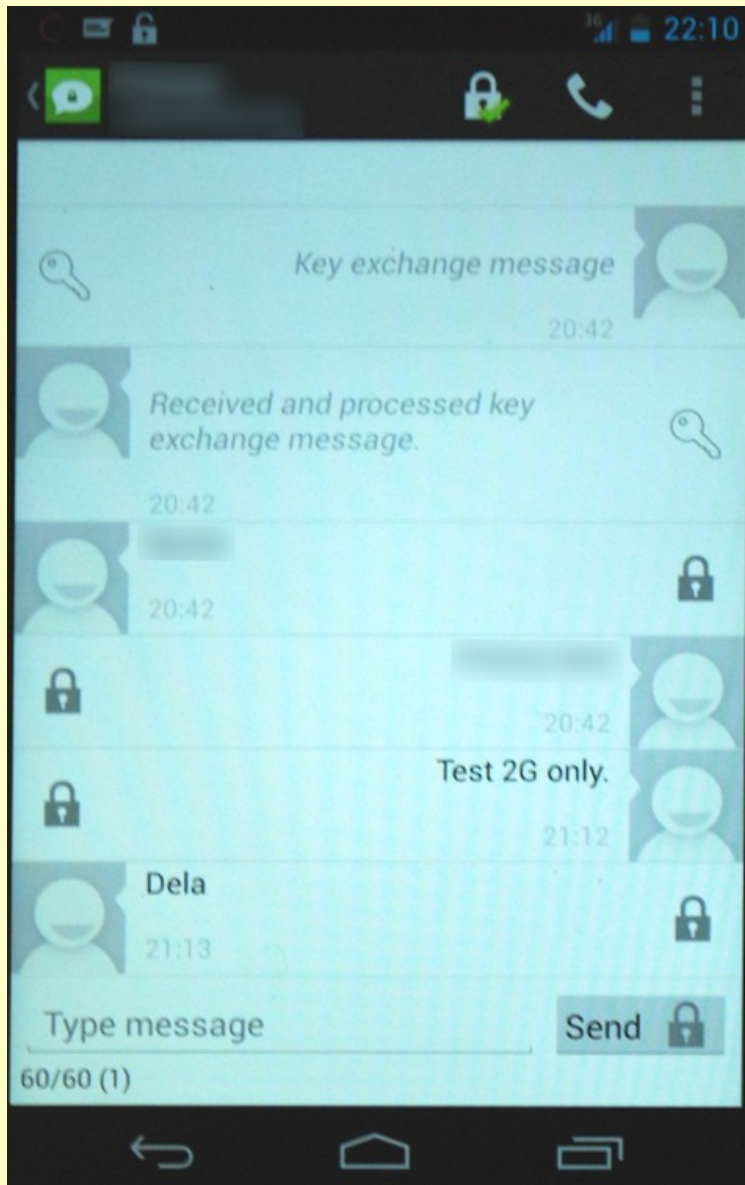 3G 22:10
Key exchange message
20:42
Received and processed key
exchange message.
20:42
20:42
20:42
Test 2G only.
21:12
Dela
21:13
Type message
Send
60/60 (1)